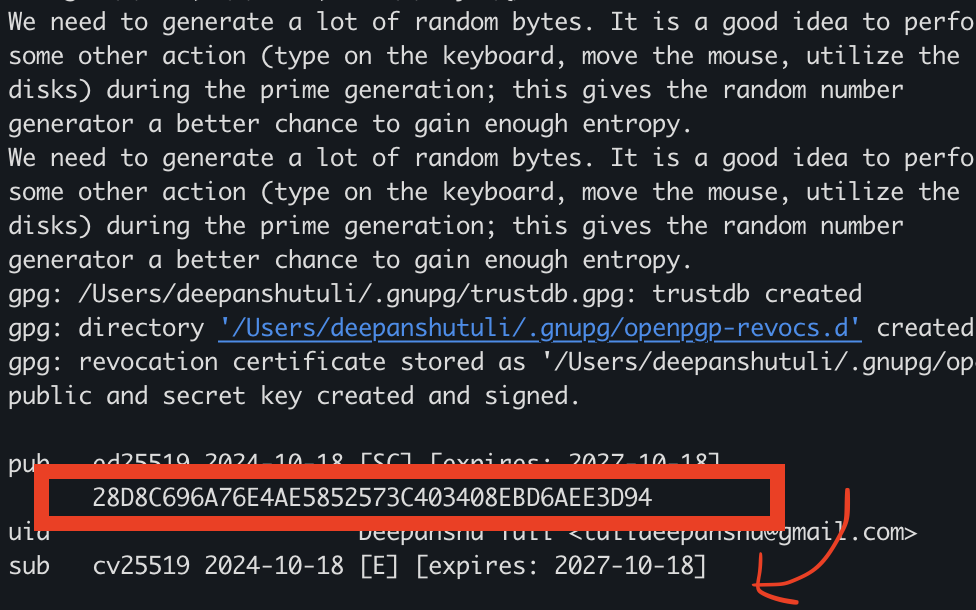 We need to generate a lot of random bytes. It is a good idea to perfo
some other action (type on the keyboard, move the mouse, utilize the
disks) during the prime generation; this gives the random number
generator a better chance to gain enough entropy.
We need to generate a lot of random bytes. It is a good idea to perfo
some other action (type on the keyboard, move the mouse, utilize the
disks) during the prime generation; this gives the random number
generator a better chance to gain enough entropy.
gpg: /Users/deepanshutuli/.gnupg/trustdb.gpg: trustdb created
gpg: directory '/Users/deepanshutuli/.gnupg/openpgp-revocs.d' created
gpg: revocation certificate stored as '/Users/deepanshutuli/.gnupg/ope
public and secret key created and signed.
pub ed25519 2024-10-18 [SC] [expires: 2027-10-18]
28D8C696A76E4AE5852573C403408EBD6AEE3D94
uid Deepanshu Tuli <tulideepanshu@gmail.com>
sub cv25519 2024-10-18 [E] [expires: 2027-10-18]